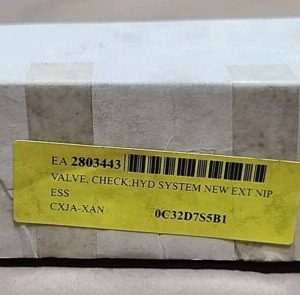 EA 2803443
VALVE, CHECK;HYD SYSTEM NEW EXT NIP
ESS
CXJA-XAN 0C32D7S5B1